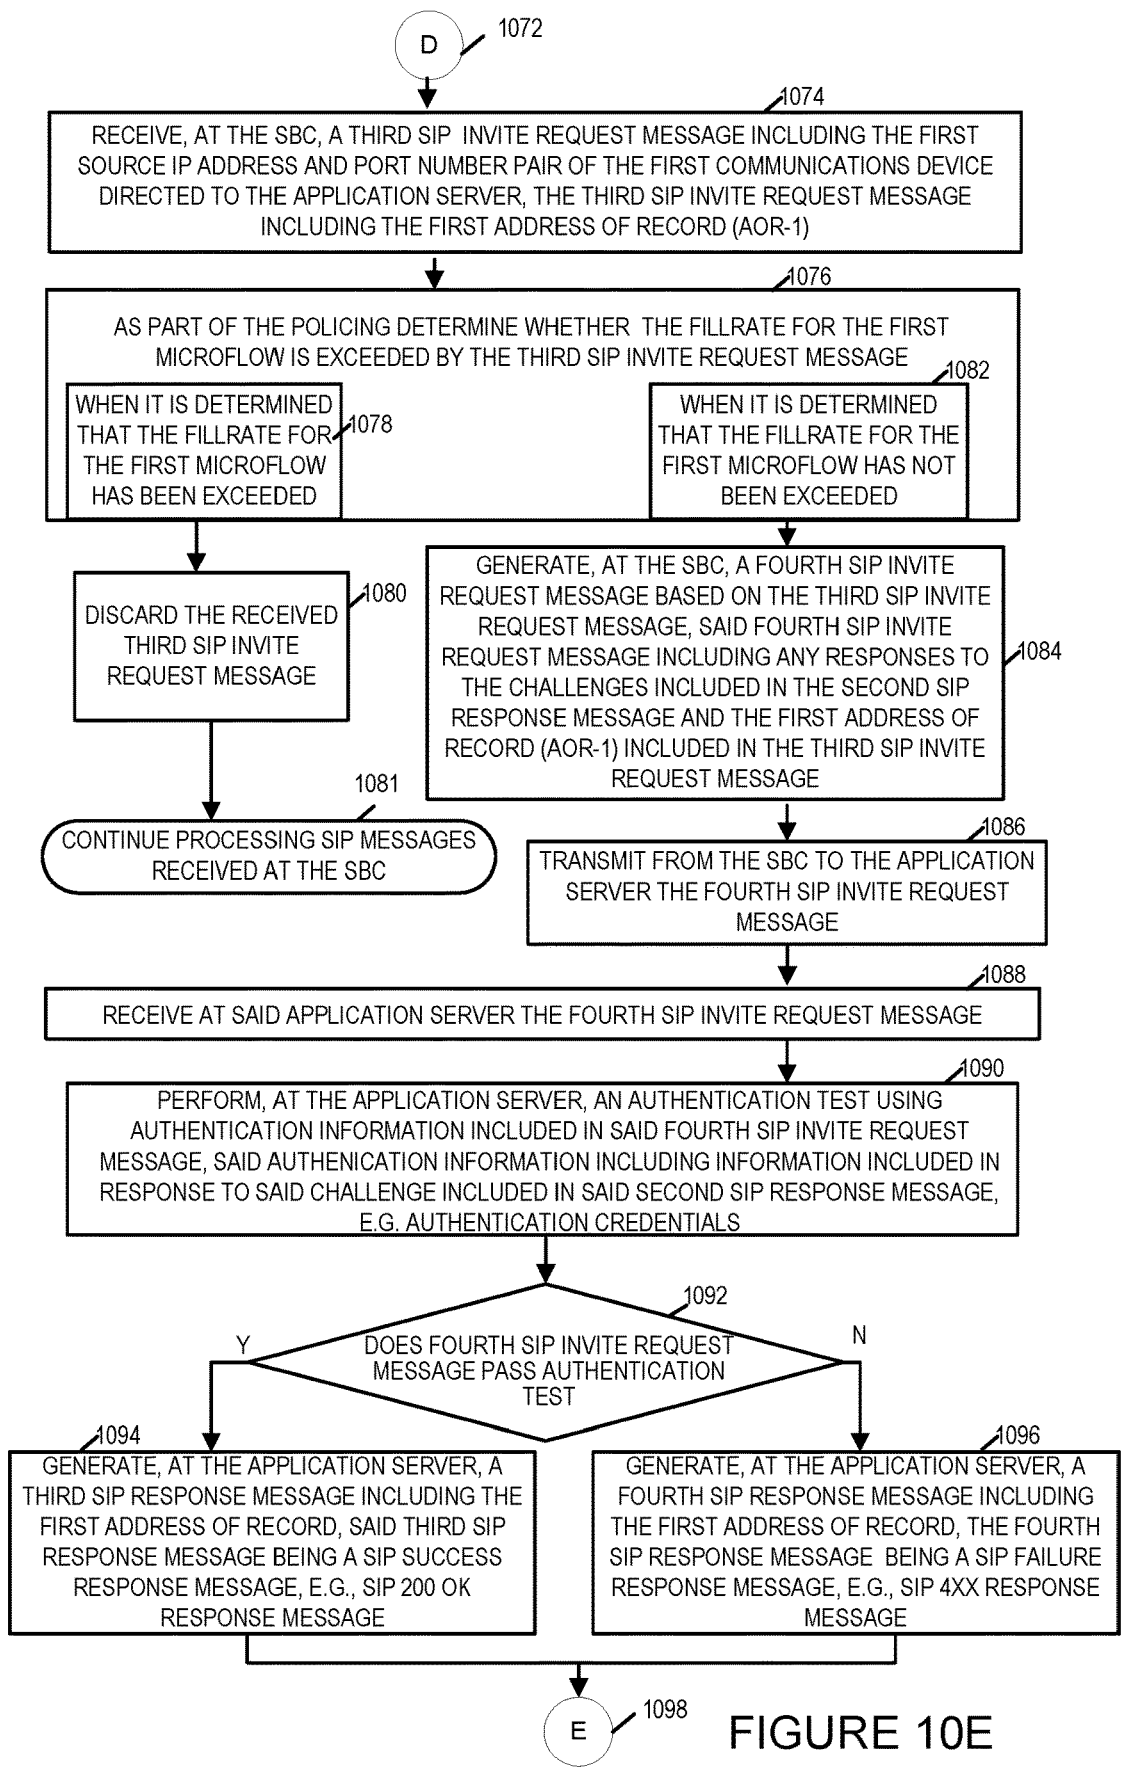 D
1072
1074
RECEIVE, AT THE SBC, A THIRD SIP INVITE REQUEST MESSAGE INCLUDING THE FIRST
SOURCE IP ADDRESS AND PORT NUMBER PAIR OF THE FIRST COMMUNICATIONS DEVICE
DIRECTED TO THE APPLICATION SERVER, THE THIRD SIP INVITE REQUEST MESSAGE
INCLUDING THE FIRST ADDRESS OF RECORD (AOR-1)
1076
AS PART OF THE POLICING DETERMINE WHETHER THE FILLRATE FOR THE FIRST
MICROFLOW IS EXCEEDED BY THE THIRD SIP INVITE REQUEST MESSAGE
WHEN IT IS DETERMINED
THAT THE FILLRATE FOR
THE FIRST MICROFLOW
HAS BEEN EXCEEDED
1078
1082
WHEN IT IS DETERMINED
THAT THE FILLRATE FOR THE
FIRST MICROFLOW HAS NOT
BEEN EXCEEDED
1080
DISCARD THE RECEIVED
THIRD SIP INVITE
REQUEST MESSAGE
1081
CONTINUE PROCESSING SIP MESSAGES
RECEIVED AT THE SBC
GENERATE, AT THE SBC, A FOURTH SIP INVITE
REQUEST MESSAGE BASED ON THE THIRD SIP INVITE
REQUEST MESSAGE, SAID FOURTH SIP INVITE
REQUEST MESSAGE INCLUDING ANY RESPONSES TO
THE CHALLENGES INCLUDED IN THE SECOND SIP
RESPONSE MESSAGE AND THE FIRST ADDRESS OF
RECORD (AOR-1) INCLUDED IN THE THIRD SIP INVITE
REQUEST MESSAGE
1084
1086
TRANSMIT FROM THE SBC TO THE APPLICATION
SERVER THE FOURTH SIP INVITE REQUEST
MESSAGE
1088
RECEIVE AT SAID APPLICATION SERVER THE FOURTH SIP INVITE REQUEST MESSAGE
1090
PERFORM, AT THE APPLICATION SERVER, AN AUTHENTICATION TEST USING
AUTHENTICATION INFORMATION INCLUDED IN SAID FOURTH SIP INVITE REQUEST
MESSAGE, SAID AUTHENICATION INFORMATION INCLUDING INFORMATION INCLUDED IN
RESPONSE TO SAID CHALLENGE INCLUDED IN SAID SECOND SIP RESPONSE MESSAGE,
E.G. AUTHENTICATION CREDENTIALS
1092
Y
N
DOES FOURTH SIP INVITE REQUEST
MESSAGE PASS AUTHENTICATION
TEST
1094
GENERATE, AT THE APPLICATION SERVER, A
THIRD SIP RESPONSE MESSAGE INCLUDING THE
FIRST ADDRESS OF RECORD, SAID THIRD SIP
RESPONSE MESSAGE BEING A SIP SUCCESS
RESPONSE MESSAGE, E.G., SIP 200 OK
RESPONSE MESSAGE
1096
GENERATE, AT THE APPLICATION SERVER, A
FOURTH SIP RESPONSE MESSAGE INCLUDING
THE FIRST ADDRESS OF RECORD, THE FOURTH
SIP RESPONSE MESSAGE BEING A SIP FAILURE
RESPONSE MESSAGE, E.G., SIP 4XX RESPONSE
MESSAGE
E
1098
FIGURE 10E